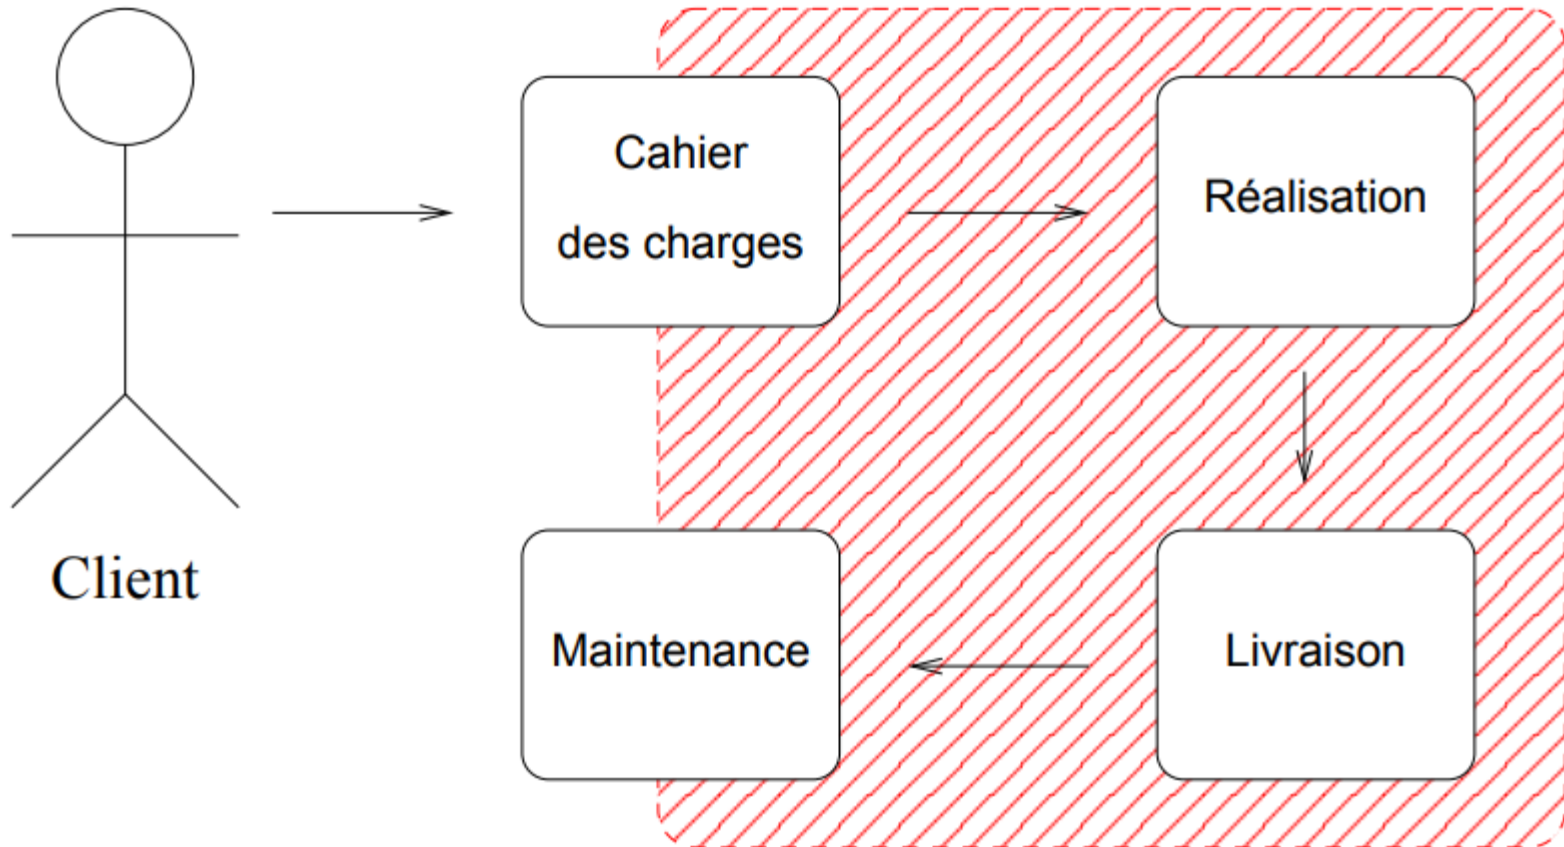 Cahier
des charges
Réalisation
Client
Maintenance
Livraison